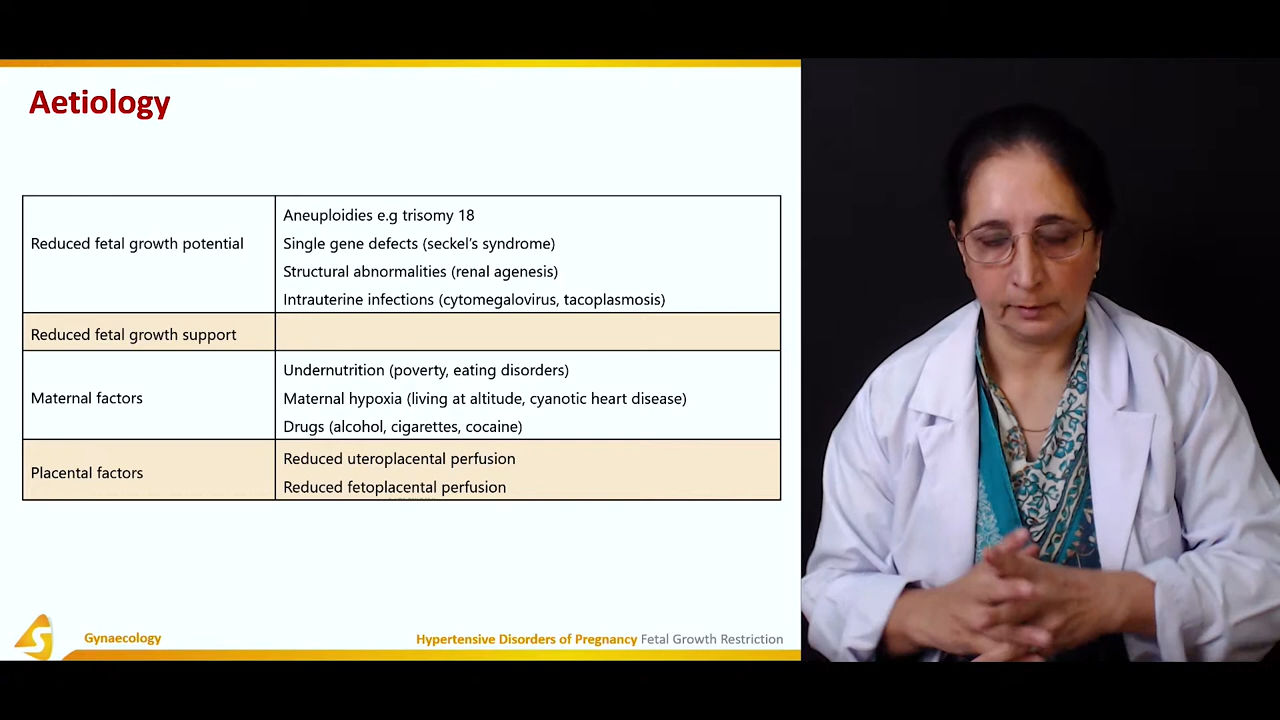 Aetiology
Reduced fetal growth potential
Aneuploidies e.g trisomy 18
Single gene defects (seckel's syndrome)
Structural abnormalities (renal agenesis)
Intrauterine infections (cytomegalovirus, tacoplasmosis)
Reduced fetal growth support
Maternal factors
Undernutrition (poverty, eating disorders)
Maternal hypoxia (living at altitude, cyanotic heart disease)
Drugs (alcohol, cigarettes, cocaine)
Placental factors
Reduced uteroplacental perfusion
Reduced fetoplacental perfusion
S
Gynaecology
Hypertensive Disorders of Pregnancy Fetal Growth Restriction